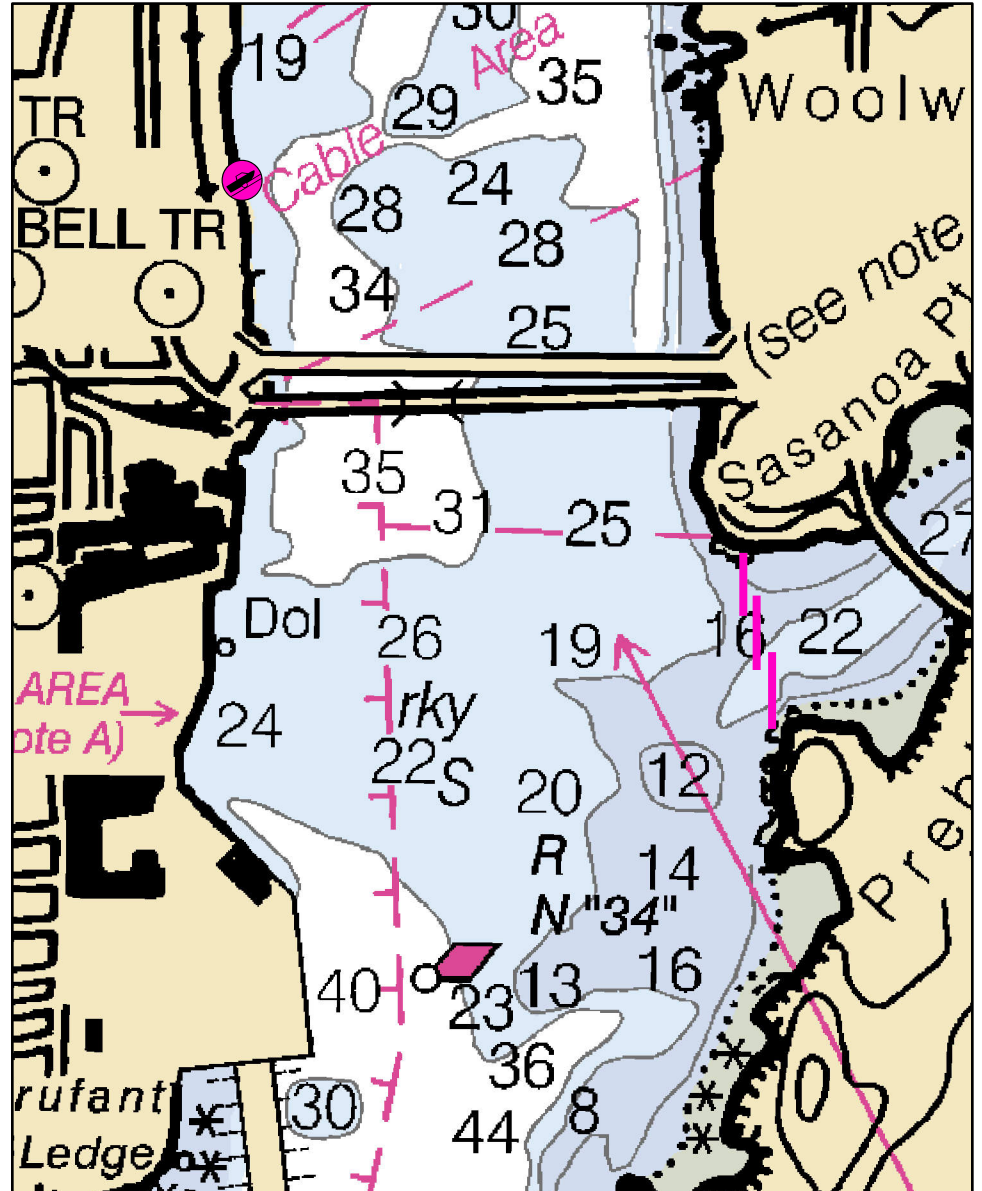 30
19
Area
35
29
TR
Woolw
Cable
24
28
BELL TR
28
34
25
(see note
Sasanoa Pt
35
31
25
27
Dol
26
19
16
22
AREA
ote A)
24
rky
22
S
20
12
R
N "34"
14
Preb
40
23
13
16
36
rufant
Ledge
30
44
8